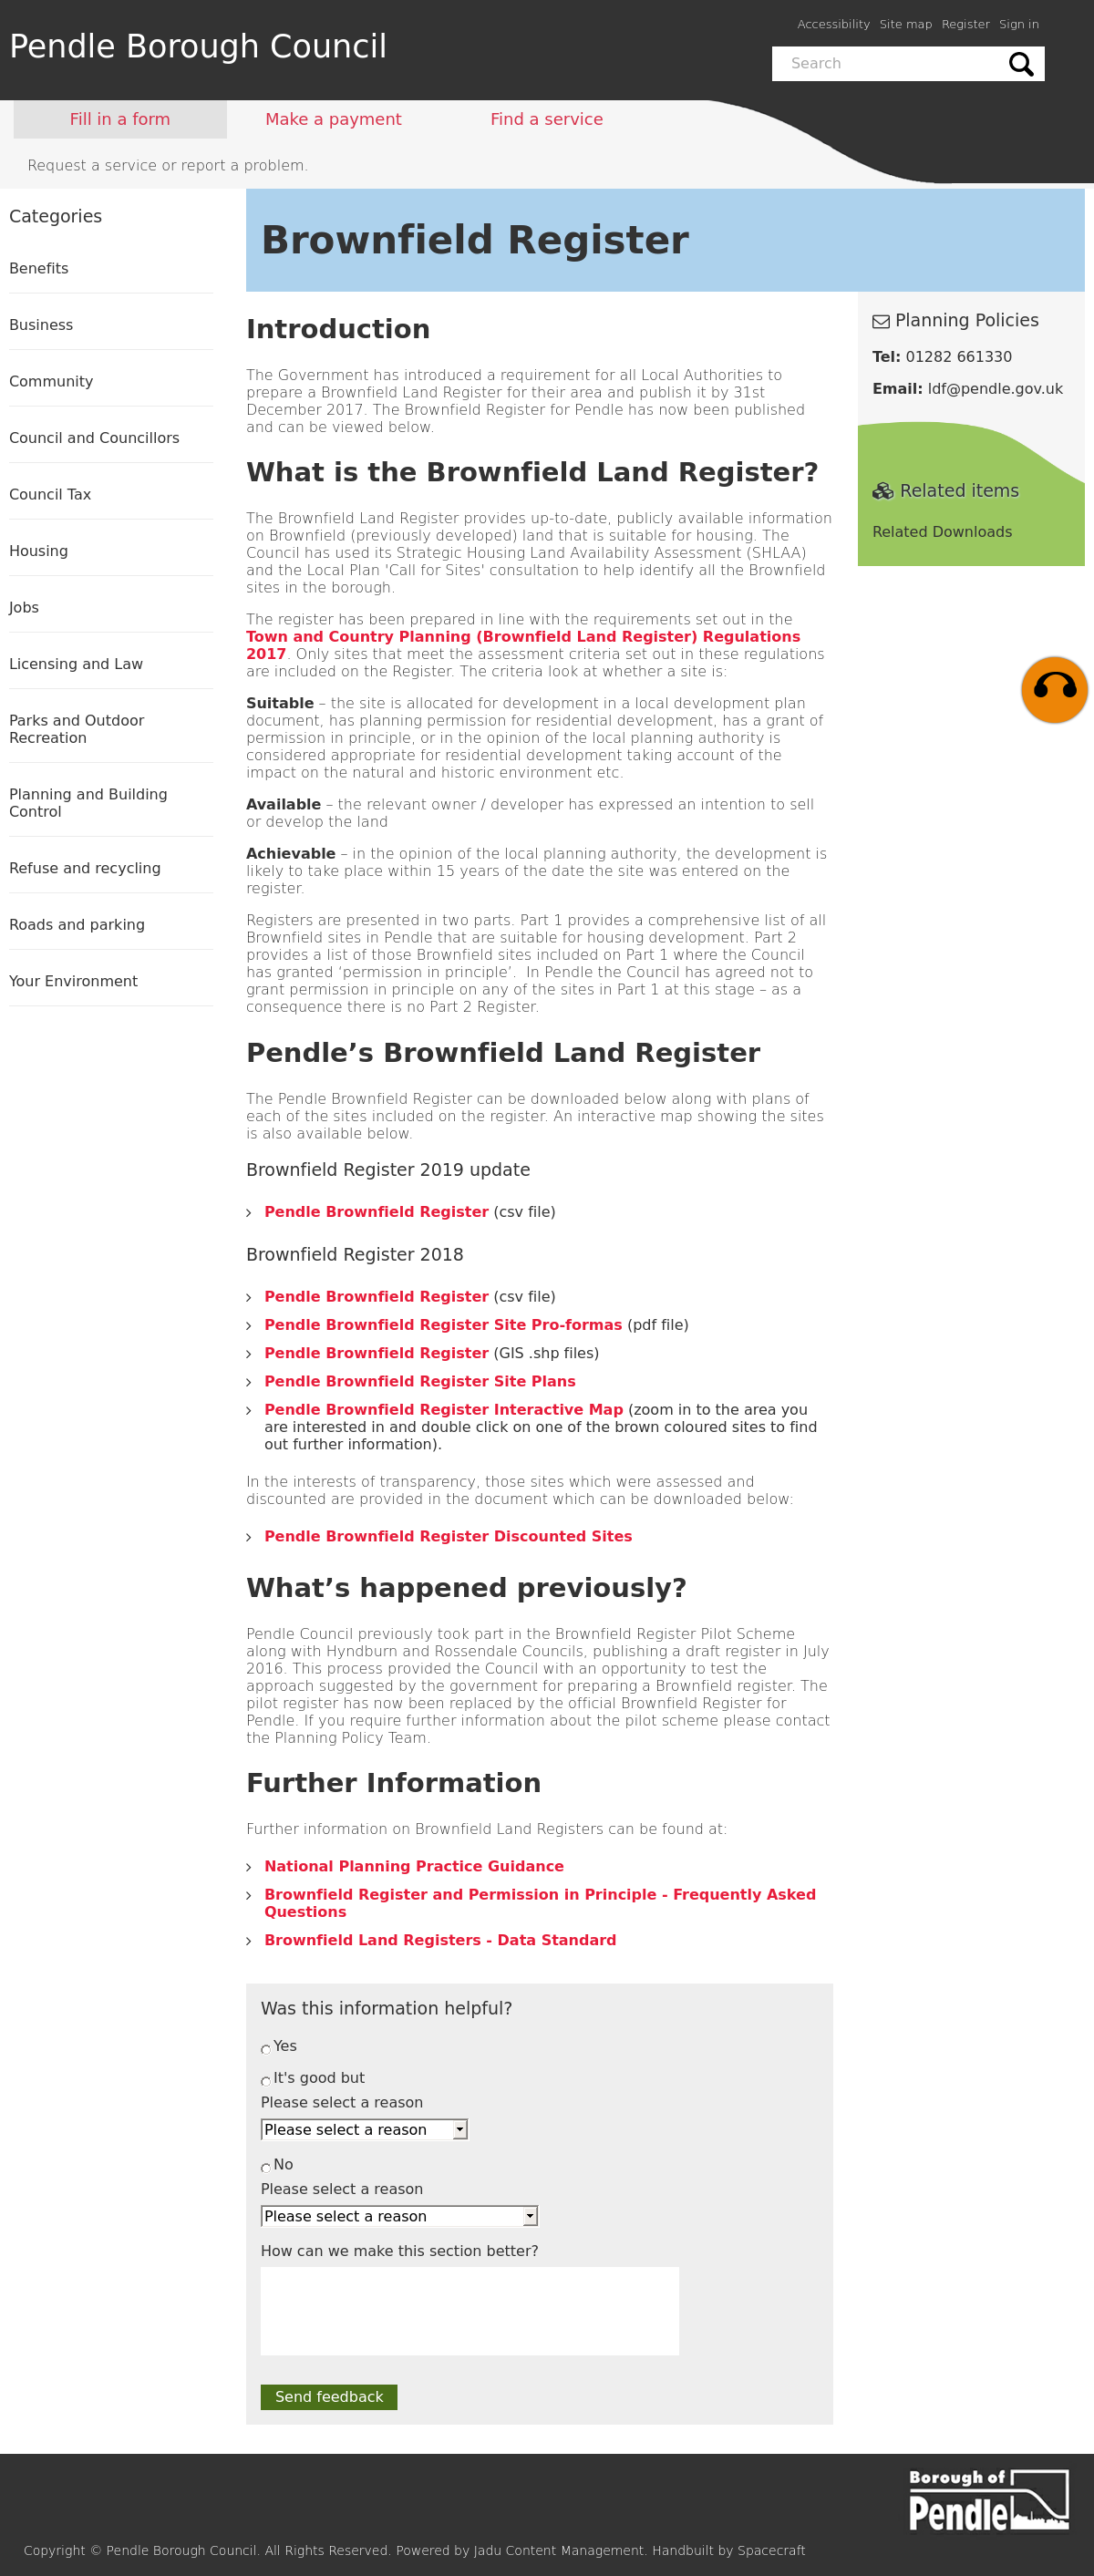 Accessibility Site map Register Sign in
Pendle Borough Council
Search
Fill in a form
Make a payment
Find a service
Request a service or report a problem.
Categories
Benefits
Business
Community
Council and Councillors
Council Tax
Housing
Jobs
Licensing and Law
Parks and Outdoor
Recreation
Planning and Building
Control
Refuse and recycling
Roads and parking
Your Environment
Brownfield Register
Introduction
The Government has introduced a requirement for all Local Authorities to
prepare a Brownfield Land Register for their area and publish it by 31st
December 2017. The Brownfield Register for Pendle has now been published
and can be viewed below.
What is the Brownfield Land Register?
The Brownfield Land Register provides up-to-date, publicly available information
on Brownfield (previously developed) land that is suitable for housing. The
Council has used its Strategic Housing Land Availability Assessment (SHLAA)
and the Local Plan 'Call for Sites' consultation to help identify all the Brownfield
sites in the borough.
The register has been prepared in line with the requirements set out in the
Town and Country Planning (Brownfield Land Register) Regulations
2017. Only sites that meet the assessment criteria set out in these regulations
are included on the Register. The criteria look at whether a site is:
Suitable – the site is allocated for development in a local development plan
document, has planning permission for residential development, has a grant of
permission in principle, or in the opinion of the local planning authority is
considered appropriate for residential development taking account of the
impact on the natural and historic environment etc.
Available – the relevant owner / developer has expressed an intention to sell
or develop the land
Achievable – in the opinion of the local planning authority, the development is
likely to take place within 15 years of the date the site was entered on the
register.
Registers are presented in two parts. Part 1 provides a comprehensive list of all
Brownfield sites in Pendle that are suitable for housing development. Part 2
provides a list of those Brownfield sites included on Part 1 where the Council
has granted ‘permission in principle’.  In Pendle the Council has agreed not to
grant permission in principle on any of the sites in Part 1 at this stage – as a
consequence there is no Part 2 Register.
Pendle’s Brownfield Land Register
The Pendle Brownfield Register can be downloaded below along with plans of
each of the sites included on the register. An interactive map showing the sites
is also available below.
Brownfield Register 2019 update
Pendle Brownfield Register (csv file)
Brownfield Register 2018
Pendle Brownfield Register (csv file)
Pendle Brownfield Register Site Pro-formas (pdf file)
Pendle Brownfield Register (GIS .shp files)
Pendle Brownfield Register Site Plans
Pendle Brownfield Register Interactive Map (zoom in to the area you
are interested in and double click on one of the brown coloured sites to find
out further information).
In the interests of transparency, those sites which were assessed and
discounted are provided in the document which can be downloaded below:
Pendle Brownfield Register Discounted Sites
What’s happened previously?
Pendle Council previously took part in the Brownfield Register Pilot Scheme
along with Hyndburn and Rossendale Councils, publishing a draft register in July
2016. This process provided the Council with an opportunity to test the
approach suggested by the government for preparing a Brownfield register. The
pilot register has now been replaced by the official Brownfield Register for
Pendle. If you require further information about the pilot scheme please contact
the Planning Policy Team.
Further Information
Further information on Brownfield Land Registers can be found at:
National Planning Practice Guidance
Brownfield Register and Permission in Principle - Frequently Asked
Questions
Brownfield Land Registers - Data Standard
Was this information helpful?
Yes
It's good but
Please select a reason
Please select a reason
No
Please select a reason
Please select a reason
How can we make this section better?
Send feedback
Planning Policies
Tel: 01282 661330
Email: ldf@pendle.gov.uk
Related items
Related Downloads
Borough of
Pendle
Copyright © Pendle Borough Council. All Rights Reserved. Powered by Jadu Content Management. Handbuilt by Spacecraft